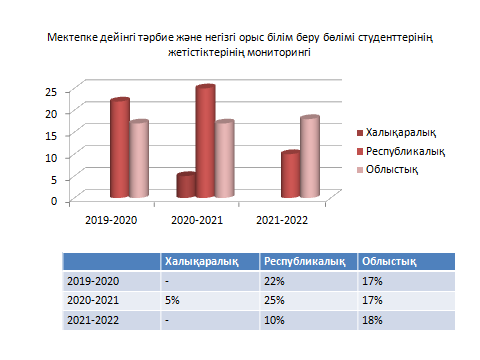 Мектепке дейінгі тәрбие және негізгі орыс білім беру бөлімі студенттерінің
жетістіктерінің мониторингі
25
20
15
10
5
0
2019-2020 2020-2021 2021-2022
Халықаралық
Республикалық
Облыстық
Халықаралық Республикалық Облыстық
2019-2020 - 22% 17%
2020-2021 5% 25% 17%
2021-2022 - 10% 18%